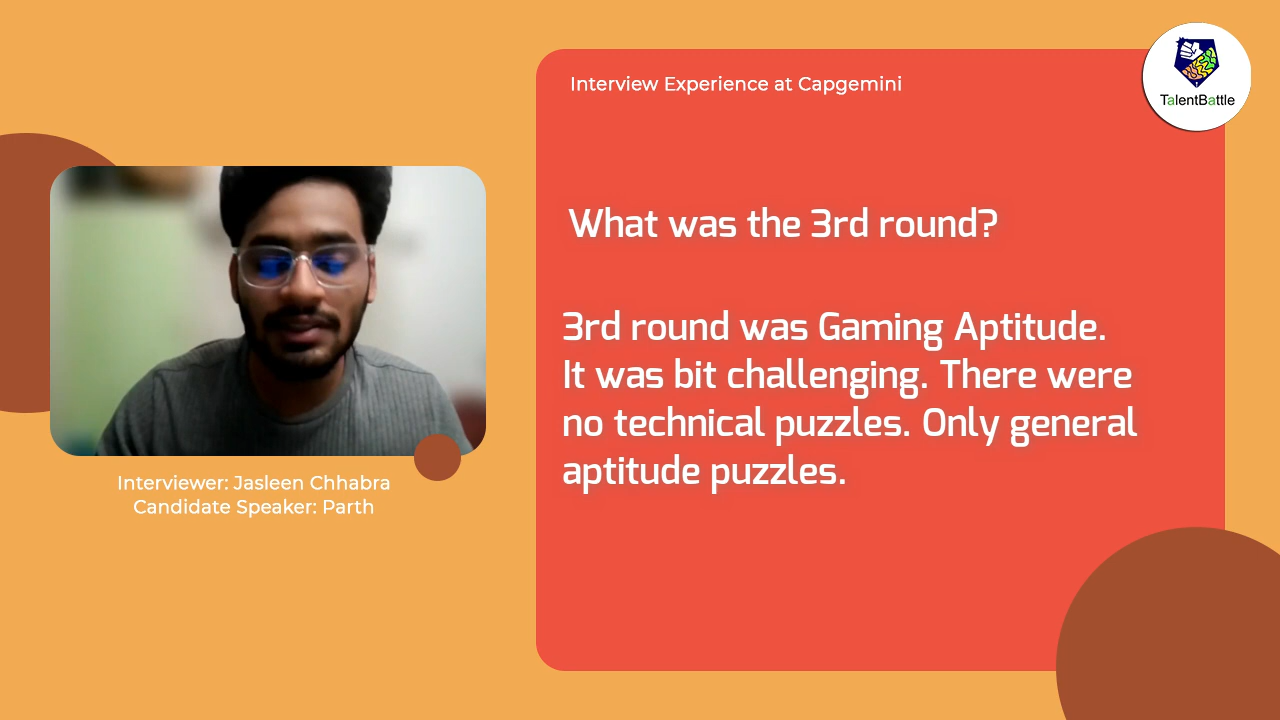 Interview Experience at Capgemini
TalentBattle
What was the 3rd round?
3rd round was Gaming Aptitude.
It was bit challenging. There were
no technical puzzles. Only general
aptitude puzzles.
Interviewer: Jasleen Chhabra
Candidate Speaker: Parth